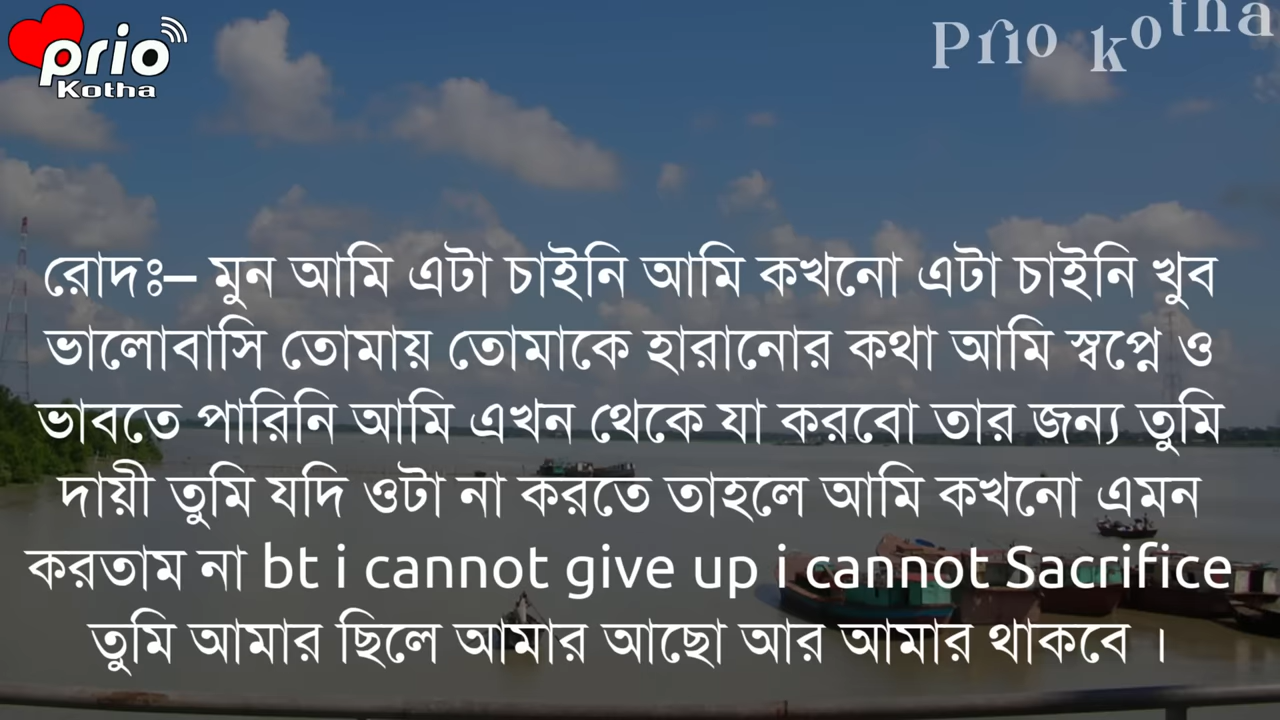 prio
Kotha
Prio kotha
রোদঃ– মুন আমি এটা চাইনি আমি কখনো এটা চাইনি খুব
ভালোবাসি তোমায় তোমাকে হারানোর কথা আমি স্বপ্নে ও
ভাবতে পারিনি আমি এখন থেকে যা করবো তার জন্য তুমি
দায়ী তুমি যদি ওটা না করতে তাহলে আমি কখনো এমন
করতাম না bt i cannot give up i cannot Sacrifice
তুমি আমার ছিলে আমার আছো আর আমার থাকবে ।